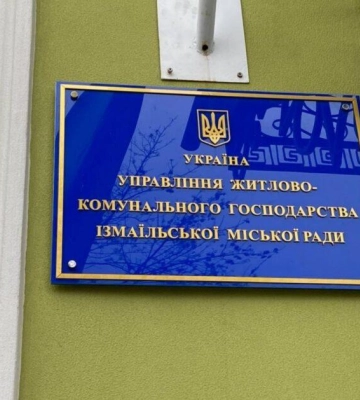 УКРАЇНА
УПРАВЛІННЯ ЖИТЛОВО-
КОМУНАЛЬНОГО ГОСПОДАРСТВА
ІЗМАЇЛЬСЬКОЇ МІСЬКОЇ РАДИ